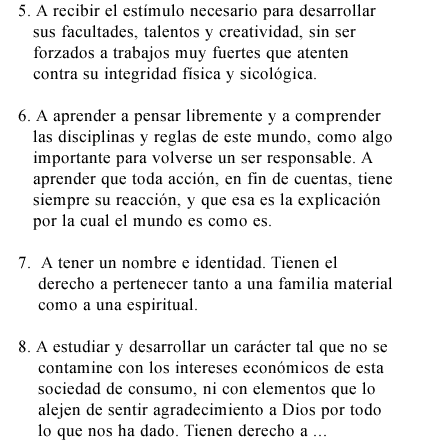 5. A recibir el estímulo necesario para desarrollar
sus facultades, talentos y creatividad, sin ser
forzados a trabajos muy fuertes que atenten
contra su integridad física y sicológica.
6. A aprender a pensar libremente y a comprender
las disciplinas y reglas de este mundo, como algo
importante para volverse un ser responsable. A
aprender que toda acción, en fin de cuentas, tiene
siempre su reacción, y que esa es la explicación
por la cual el mundo es como es.
7. A tener un nombre e identidad. Tienen el
derecho a pertenecer tanto a una familia material
como a una espiritual.
8. A estudiar y desarrollar un carácter tal que no se
contamine con los intereses económicos de esta
sociedad de consumo, ni con elementos que lo
alejen de sentir agradecimiento a Dios por todo
lo que nos ha dado. Tienen derecho a ...